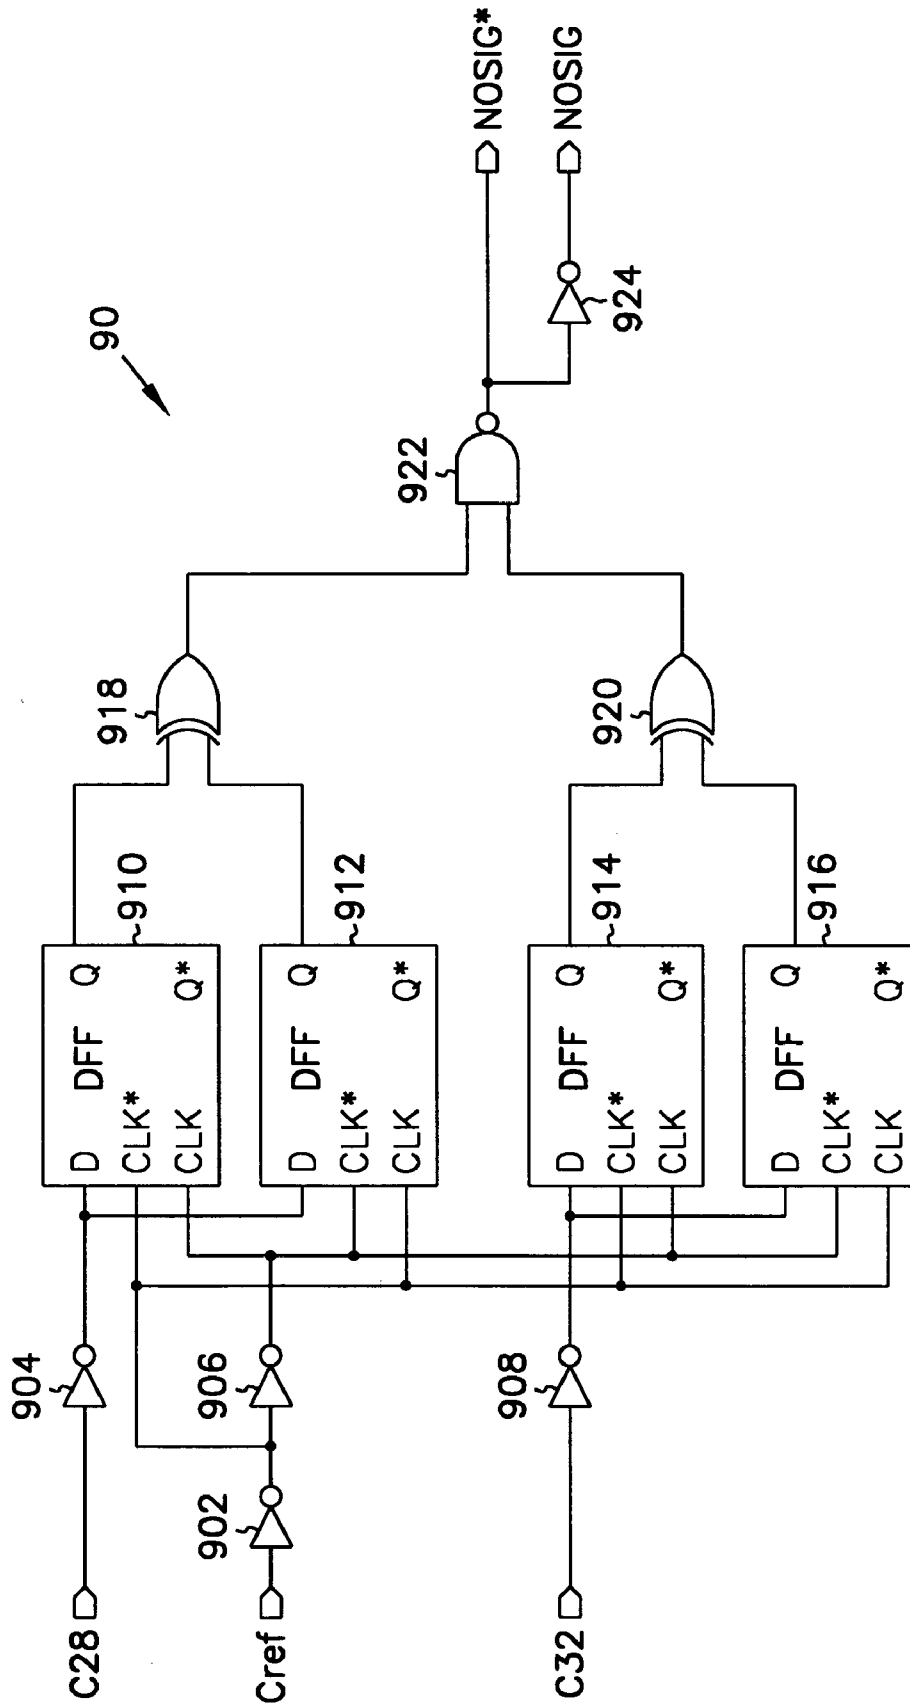 90
C28
Cref
C32
902
904
906
908
D
CLK*
CLK
DFF
Q
Q*
910
D
CLK*
CLK
DFF
Q
Q*
912
D
CLK*
CLK
DFF
Q
Q*
914
D
CLK*
CLK
DFF
Q
Q*
916
918
920
922
924
NOSIG*
NOSIG